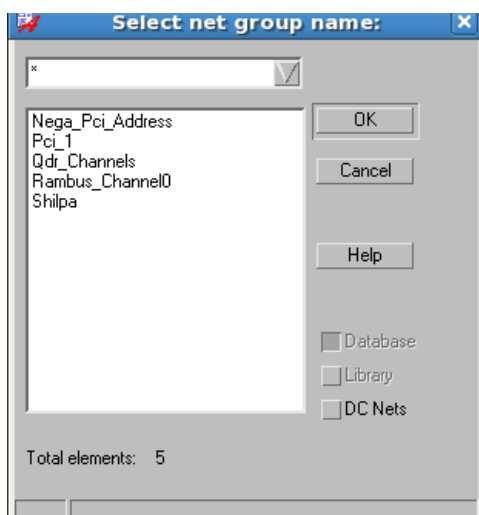 Select net group name:
*
Nega_Pci_Address
Pci_1
Qdr_Channels
Rambus_Channel0
Shilpa
OK
Cancel
Help
Database
Library
DC Nets
Total elements: 5